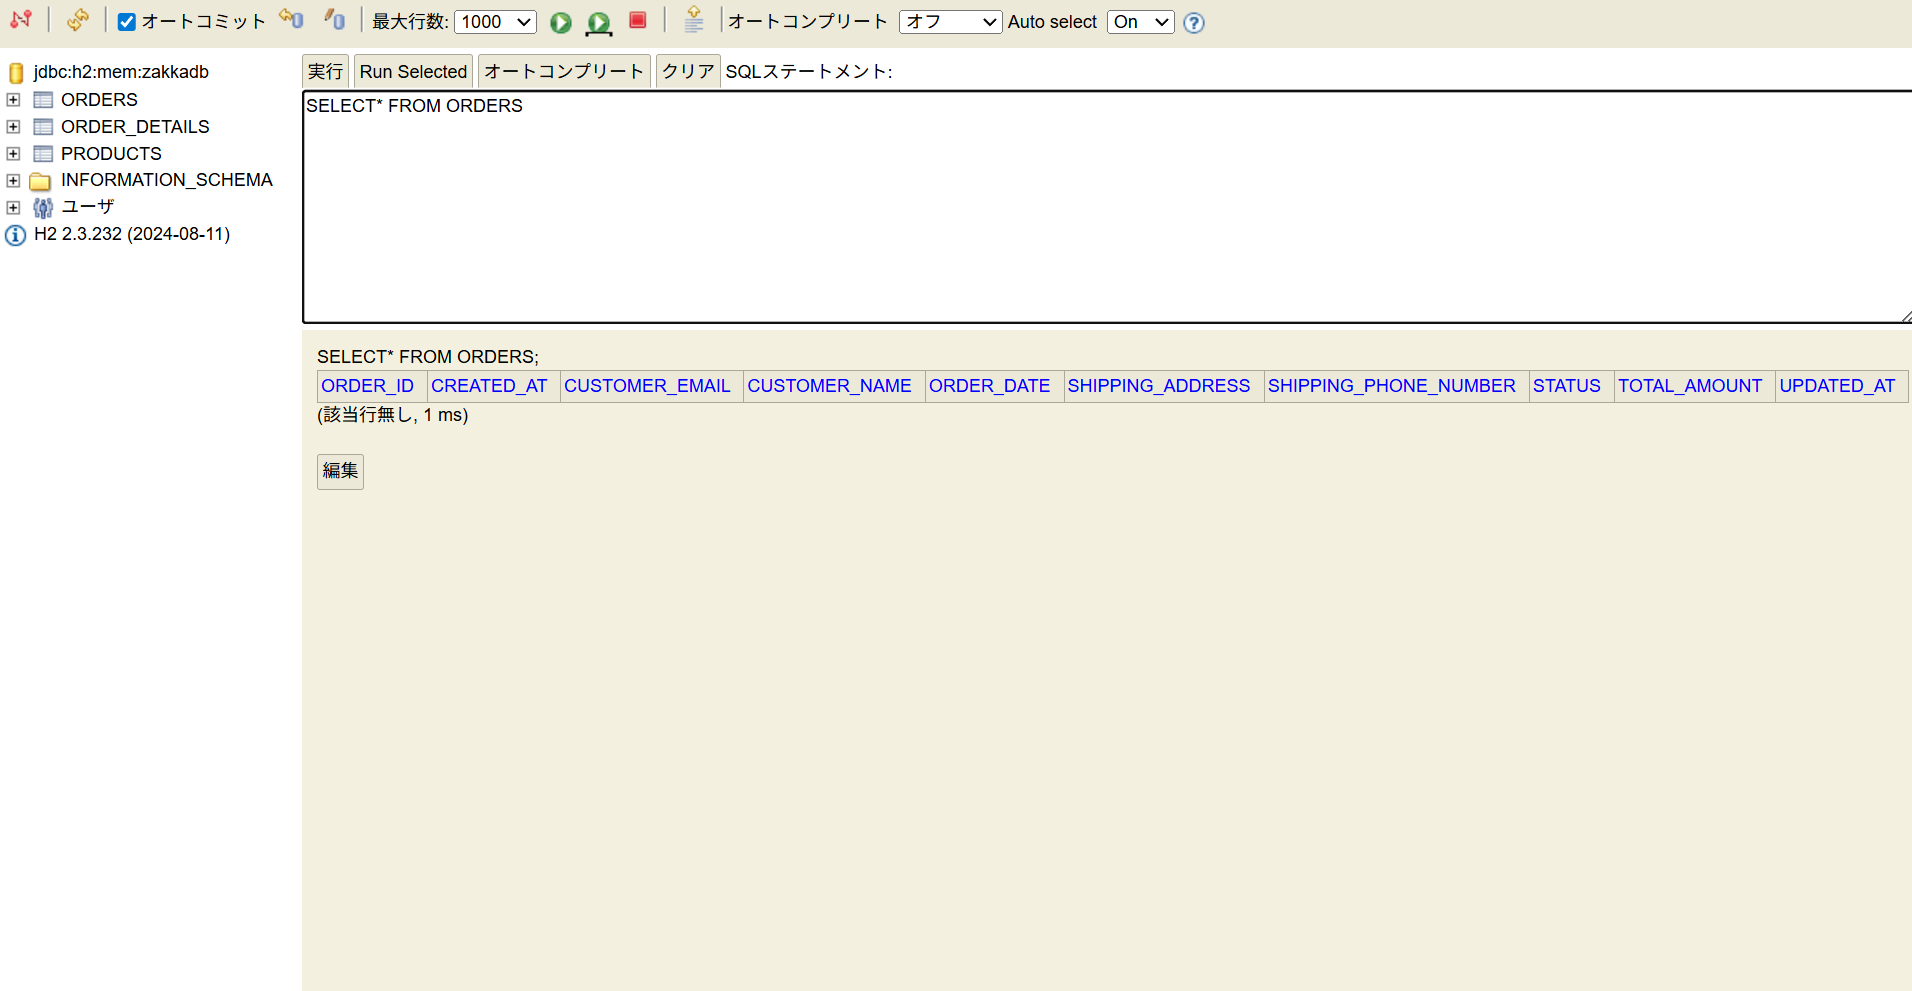 オートコミット 最大行数: 1000 オートコンプリート オフ Auto select On
jdbc:h2:mem:zakkadb
ORDERS
ORDER_DETAILS
PRODUCTS
INFORMATION_SCHEMA
ユーザ
H2 2.3.232 (2024-08-11)
実行 Run Selected オートコンプリート クリア SQLステートメント:
SELECT* FROM ORDERS
SELECT* FROM ORDERS;
ORDER_ID CREATED_AT CUSTOMER_EMAIL CUSTOMER_NAME ORDER_DATE SHIPPING_ADDRESS SHIPPING_PHONE_NUMBER STATUS TOTAL_AMOUNT UPDATED_AT
(該当行無し, 1 ms)
編集